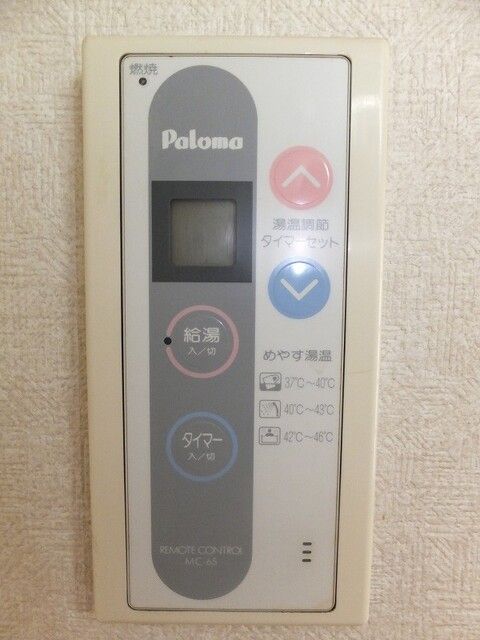 燃焼
Paloma
湯温調節
タイマーセット
給湯
入／切
めやす湯温
37℃～40℃
40℃～43℃
42℃～46℃
タイマー
入／切
REMOTE CONTROL
MC-65